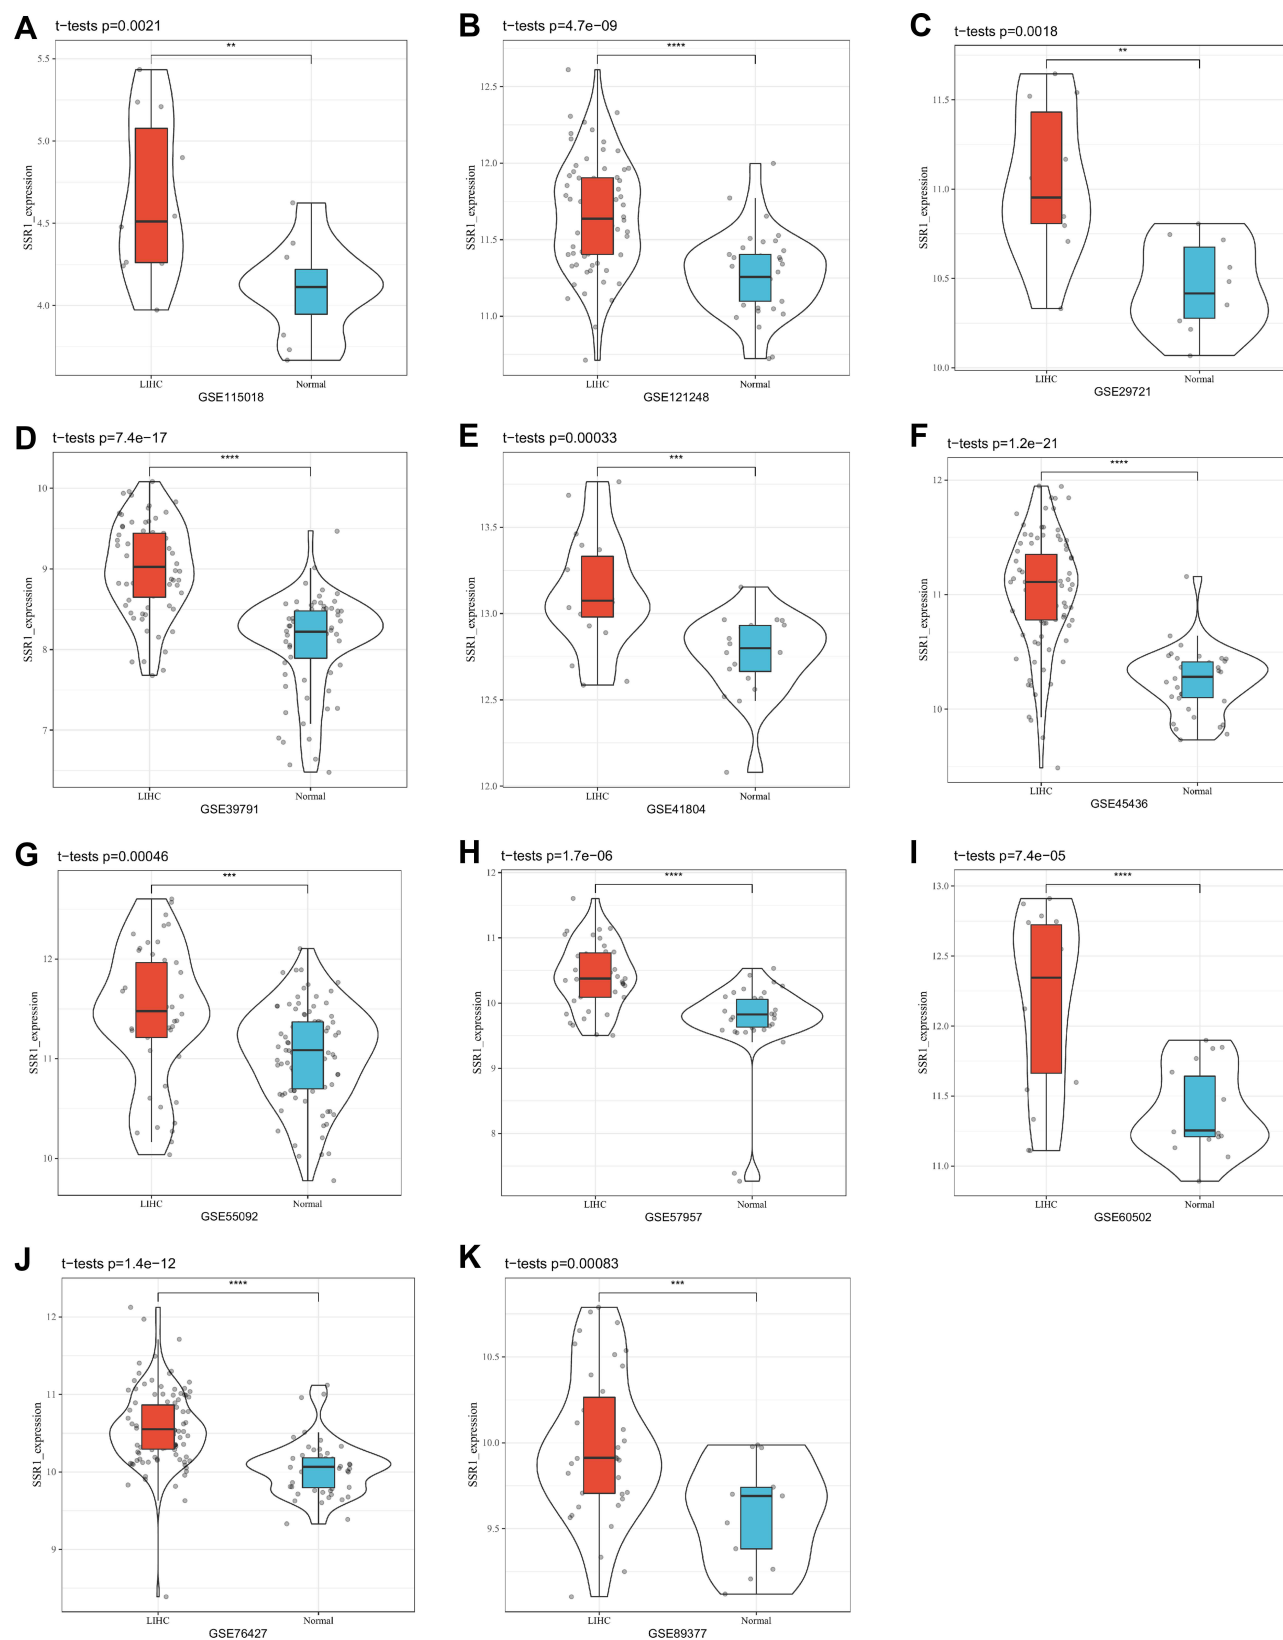 A
t−tests p=0.0021
**
5.5
5.0
4.5
4.0
SSR1_expression
LIHC Normal
GSE115018
B
t−tests p=4.7e−09
****
12.5
12.0
11.5
11.0
SSR1_expression
LIHC Normal
GSE121248
C
t−tests p=0.0018
**
11.5
11.0
10.5
10.0
SSR1_expression
LIHC Normal
GSE29721
D
t−tests p=7.4e−17
****
10
9
8
7
SSR1_expression
LIHC Normal
GSE39791
E
t−tests p=0.00033
***
13.5
13.0
12.5
12.0
SSR1_expression
LIHC Normal
GSE41804
F
t−tests p=1.2e−21
****
12
11
10
SSR1_expression
LIHC Normal
GSE45436
G
t−tests p=0.00046
***
12
11
10
SSR1_expression
LIHC Normal
GSE55092
H
t−tests p=1.7e−06
****
12
11
10
9
8
SSR1_expression
LIHC Normal
GSE57957
I
t−tests p=7.4e−05
****
13.0
12.5
12.0
11.5
11.0
SSR1_expression
LIHC Normal
GSE60502
J
t−tests p=1.4e−12
****
12
11
10
9
SSR1_expression
LIHC Normal
GSE76427
K
t−tests p=0.00083
***
10.5
10.0
9.5
SSR1_expression
LIHC Normal
GSE89377